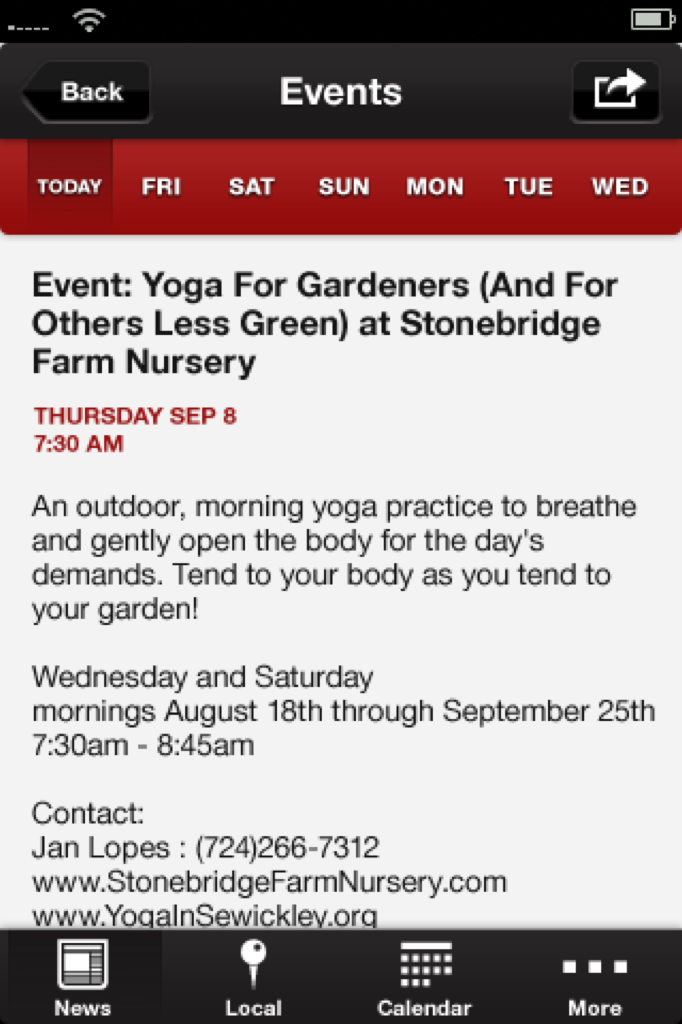 Back
Events
TODAY FRI SAT SUN MON TUE WED
Event: Yoga For Gardeners (And For
Others Less Green) at Stonebridge
Farm Nursery
THURSDAY SEP 8
7:30 AM
An outdoor, morning yoga practice to breathe
and gently open the body for the day's
demands. Tend to your body as you tend to
your garden!
Wednesday and Saturday
mornings August 18th through September 25th
7:30am - 8:45am
Contact:
Jan Lopes : (724)266-7312
www.StonebridgeFarmNursery.com
www.YogaInSewickley.org
News Local Calendar More